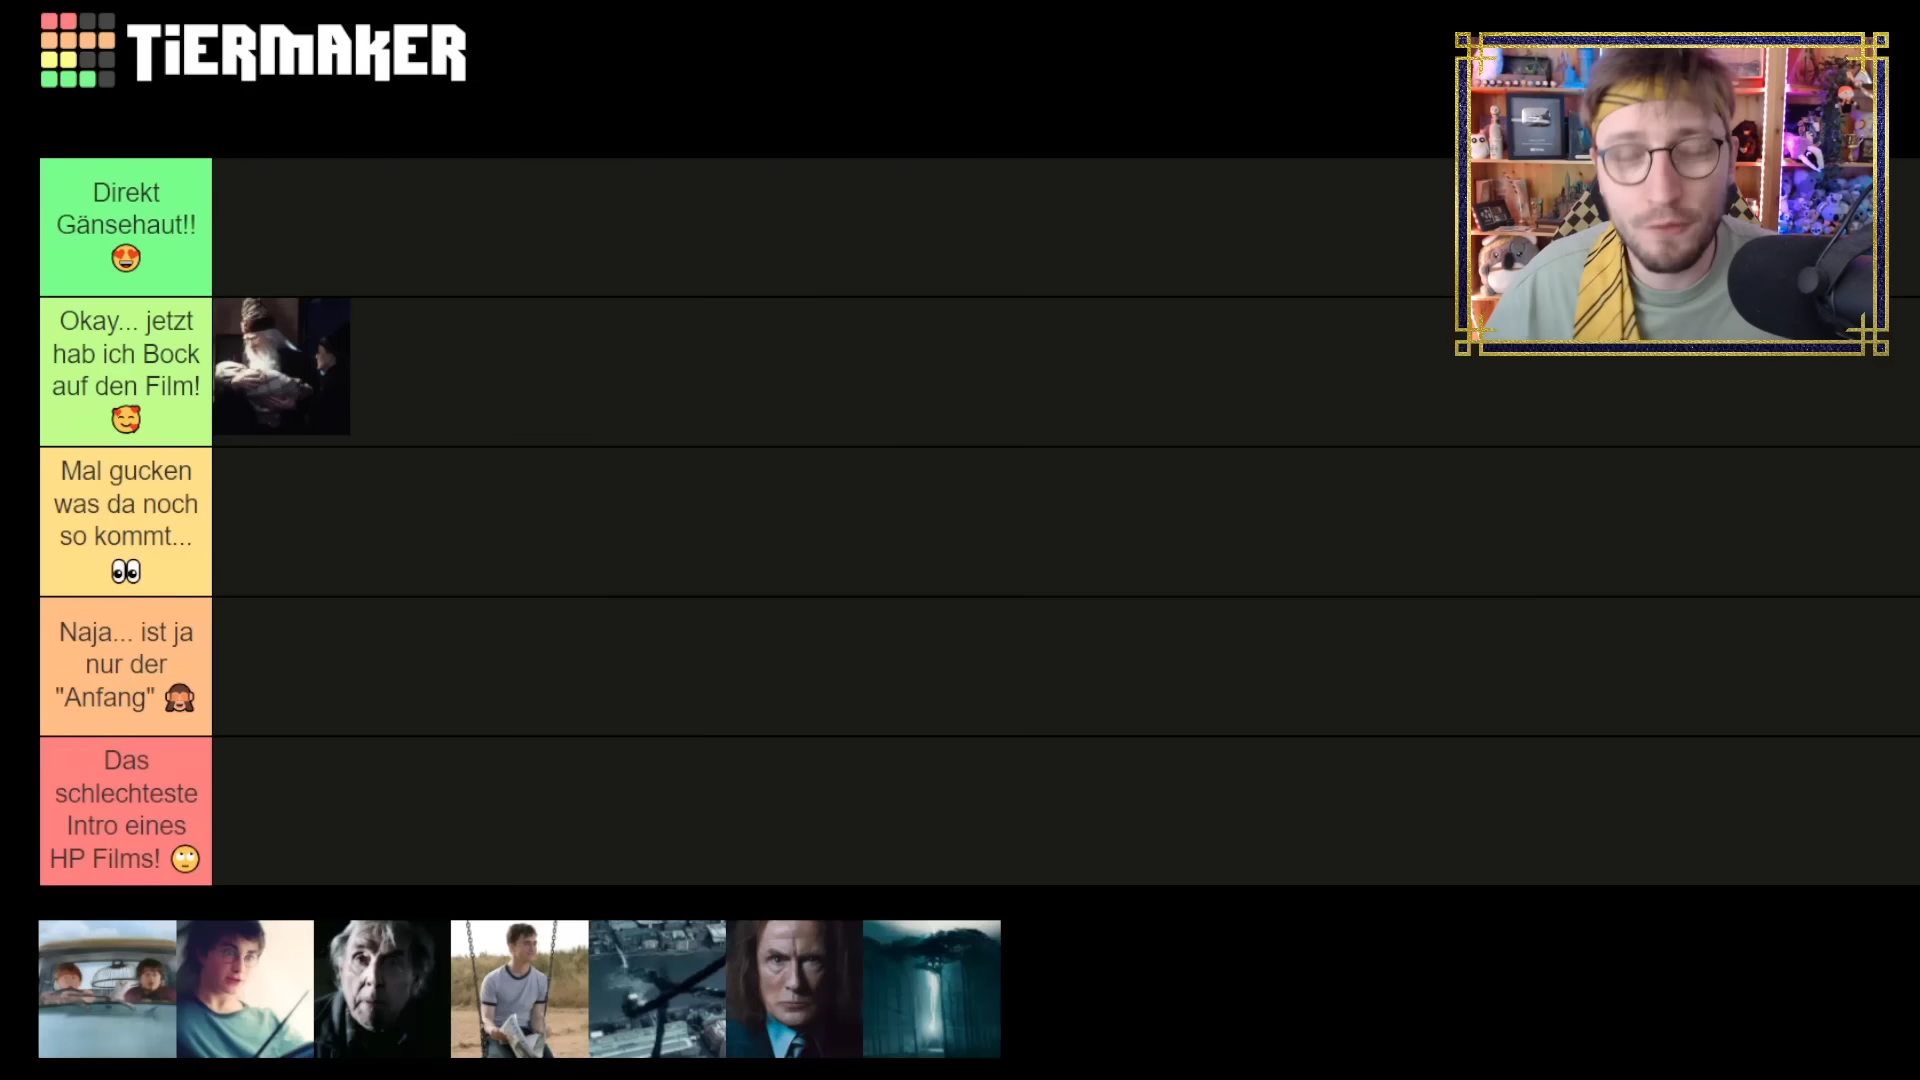 TiERMAKER
Direkt
Gänsehaut!!
😍
Okay... jetzt
hab ich Bock
auf den Film!
🥰
Mal gucken
was da noch
so kommt...
👀
Naja... ist ja
nur der
"Anfang" 🙈
Das
schlechteste
Intro eines
HP Films! 🙄